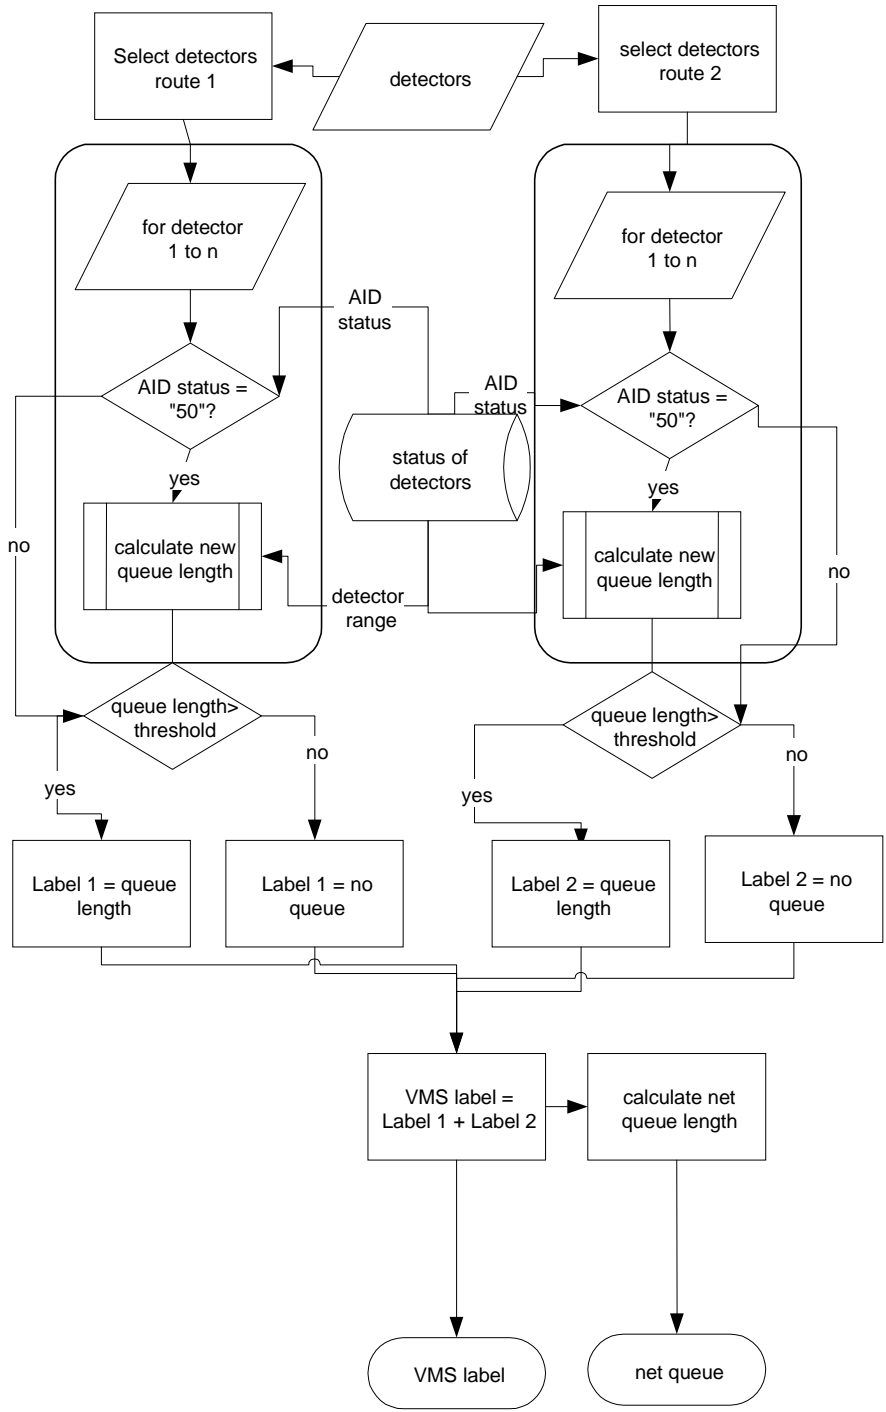 Select detectors
route 1
detectors
select detectors
route 2
for detector
1 to n
for detector
1 to n
AID
status
AID status =
"50"?
AID
status
AID status =
"50"?
yes
status of
detectors
yes
no
calculate new
queue length
detector
range
calculate new
queue length
no
queue length>
threshold
queue length>
threshold
no
no
yes
yes
Label 1 = queue
length
Label 1 = no
queue
Label 2 = queue
length
Label 2 = no
queue
VMS label =
Label 1 + Label 2
calculate net
queue length
VMS label
net queue